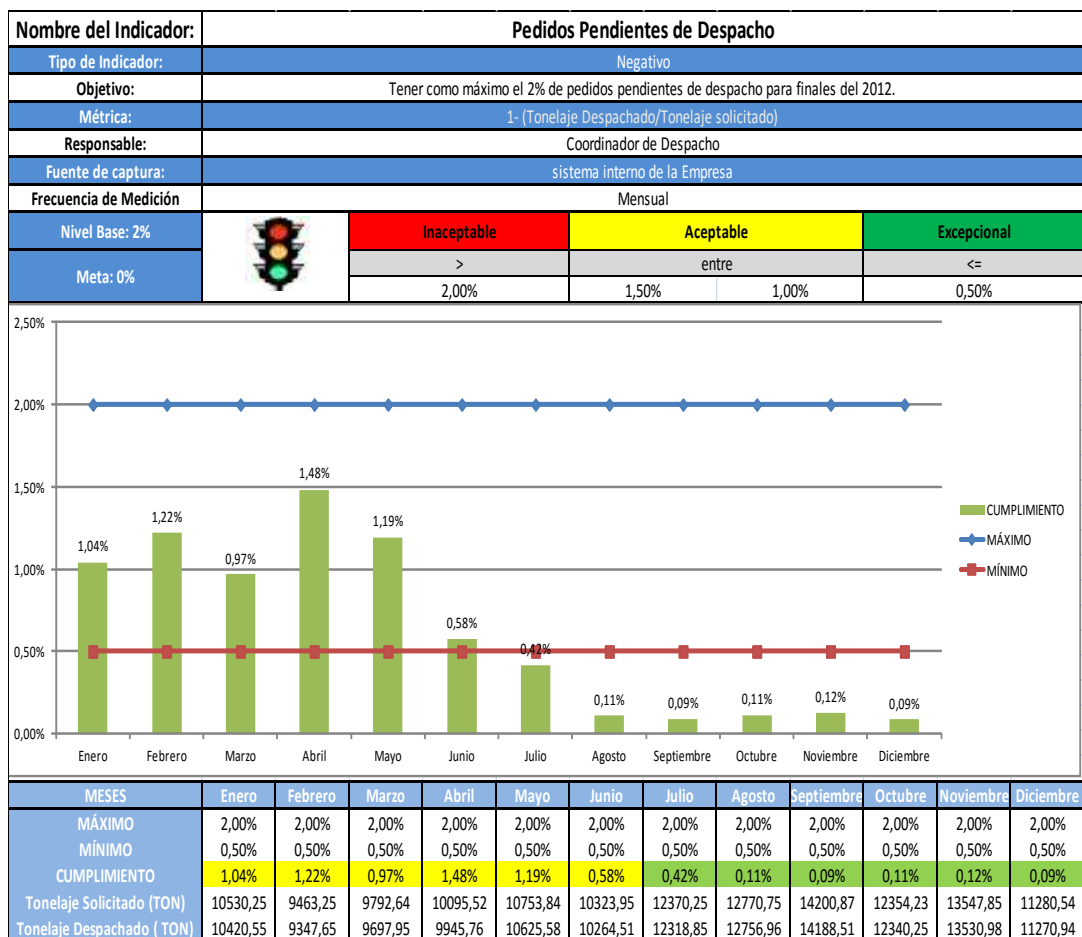 Nombre del Indicador: Pedidos Pendientes de Despacho
Tipo de Indicador: Negativo
Objetivo: Tener como máximo el 2% de pedidos pendientes de despacho para finales del 2012.
Métrica: 1- (Tonelaje Despachado/Tonelaje solicitado)
Responsable: Coordinador de Despacho
Fuente de captura: sistema interno de la Empresa
Frecuencia de Medición Mensual
Nivel Base: 2% Inaceptable Aceptable Excepcional
Meta: 0% > entre <=
2,00% 1,50% 1,00% 0,50%
2,50%
2,00%
1,50%
1,00%
0,50%
0,00%
1,04% 1,22% 0,97% 1,48% 1,19% 0,58% 0,42% 0,11% 0,09% 0,11% 0,12% 0,09%
Enero Febrero Marzo Abril Mayo Junio Julio Agosto Septiembre Octubre Noviembre Diciembre
CUMPLIMIENTO
MÁXIMO
MÍNIMO
MESES Enero Febrero Marzo Abril Mayo Junio Julio Agosto Septiembre Octubre Noviembre Diciembre
MÁXIMO 2,00% 2,00% 2,00% 2,00% 2,00% 2,00% 2,00% 2,00% 2,00% 2,00% 2,00% 2,00%
MÍNIMO 0,50% 0,50% 0,50% 0,50% 0,50% 0,50% 0,50% 0,50% 0,50% 0,50% 0,50% 0,50%
CUMPLIMIENTO 1,04% 1,22% 0,97% 1,48% 1,19% 0,58% 0,42% 0,11% 0,09% 0,11% 0,12% 0,09%
Tonelaje Solicitado (TON) 10530,25 9463,25 9792,64 10095,52 10753,84 10323,95 12370,25 12770,75 14200,87 12354,23 13547,85 11280,54
Tonelaje Despachado ( TON) 10420,55 9347,65 9697,95 9945,76 10625,58 10264,51 12318,85 12756,96 14188,51 12340,25 13530,98 11270,94